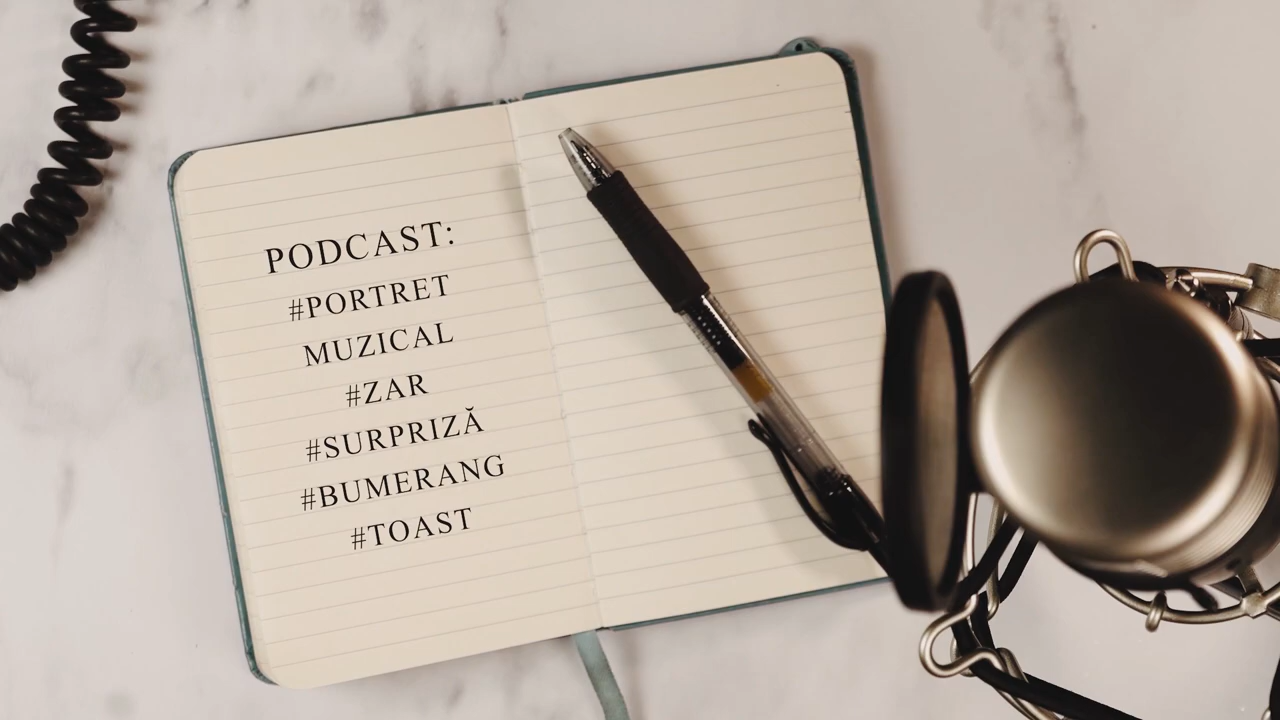 PODCAST:
#PORTRET
MUZICAL
#ZAR
#SURPRIZĂ
#BUMERANG
#TOAST